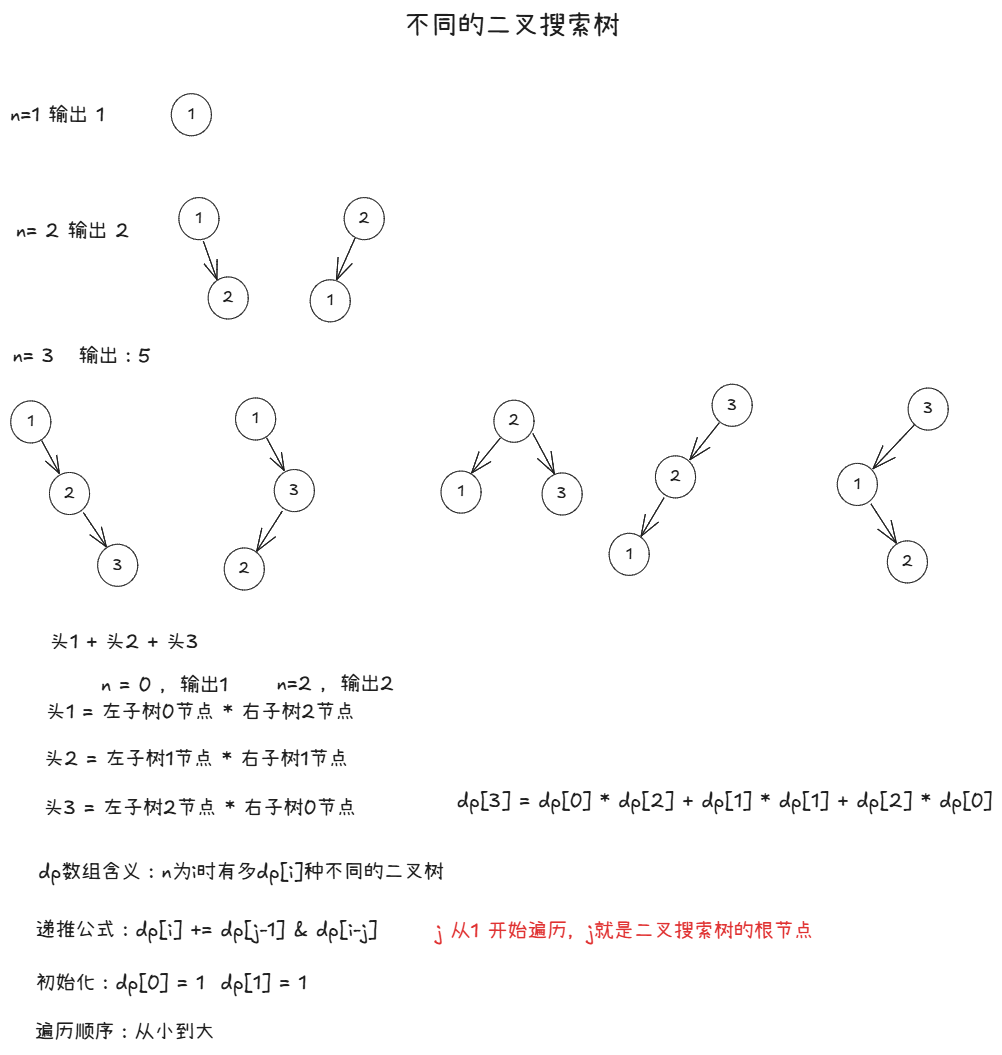 不同的二叉搜索树
n=1 输出 1
1
n= 2 输出 2
1
2
2
1
n= 3 输出 : 5
1
2
3
1
3
2
2
1
3
3
2
1
3
1
2
头1 + 头2 + 头3
n = 0 , 输出1 n=2 , 输出2
头1 = 左子树0节点 * 右子树2节点
头2 = 左子树1节点 * 右子树1节点
头3 = 左子树2节点 * 右子树0节点
dp[3] = dp[0] * dp[2] + dp[1] * dp[1] + dp[2] * dp[0]
dp数组含义 : n为i时有多dp[i]种不同的二叉树
递推公式 : dp[i] += dp[j-1] & dp[i-j]
j 从1 开始遍历, j就是二叉搜索树的根节点
初始化 : dp[0] = 1 dp[1] = 1
遍历顺序 : 从小到大